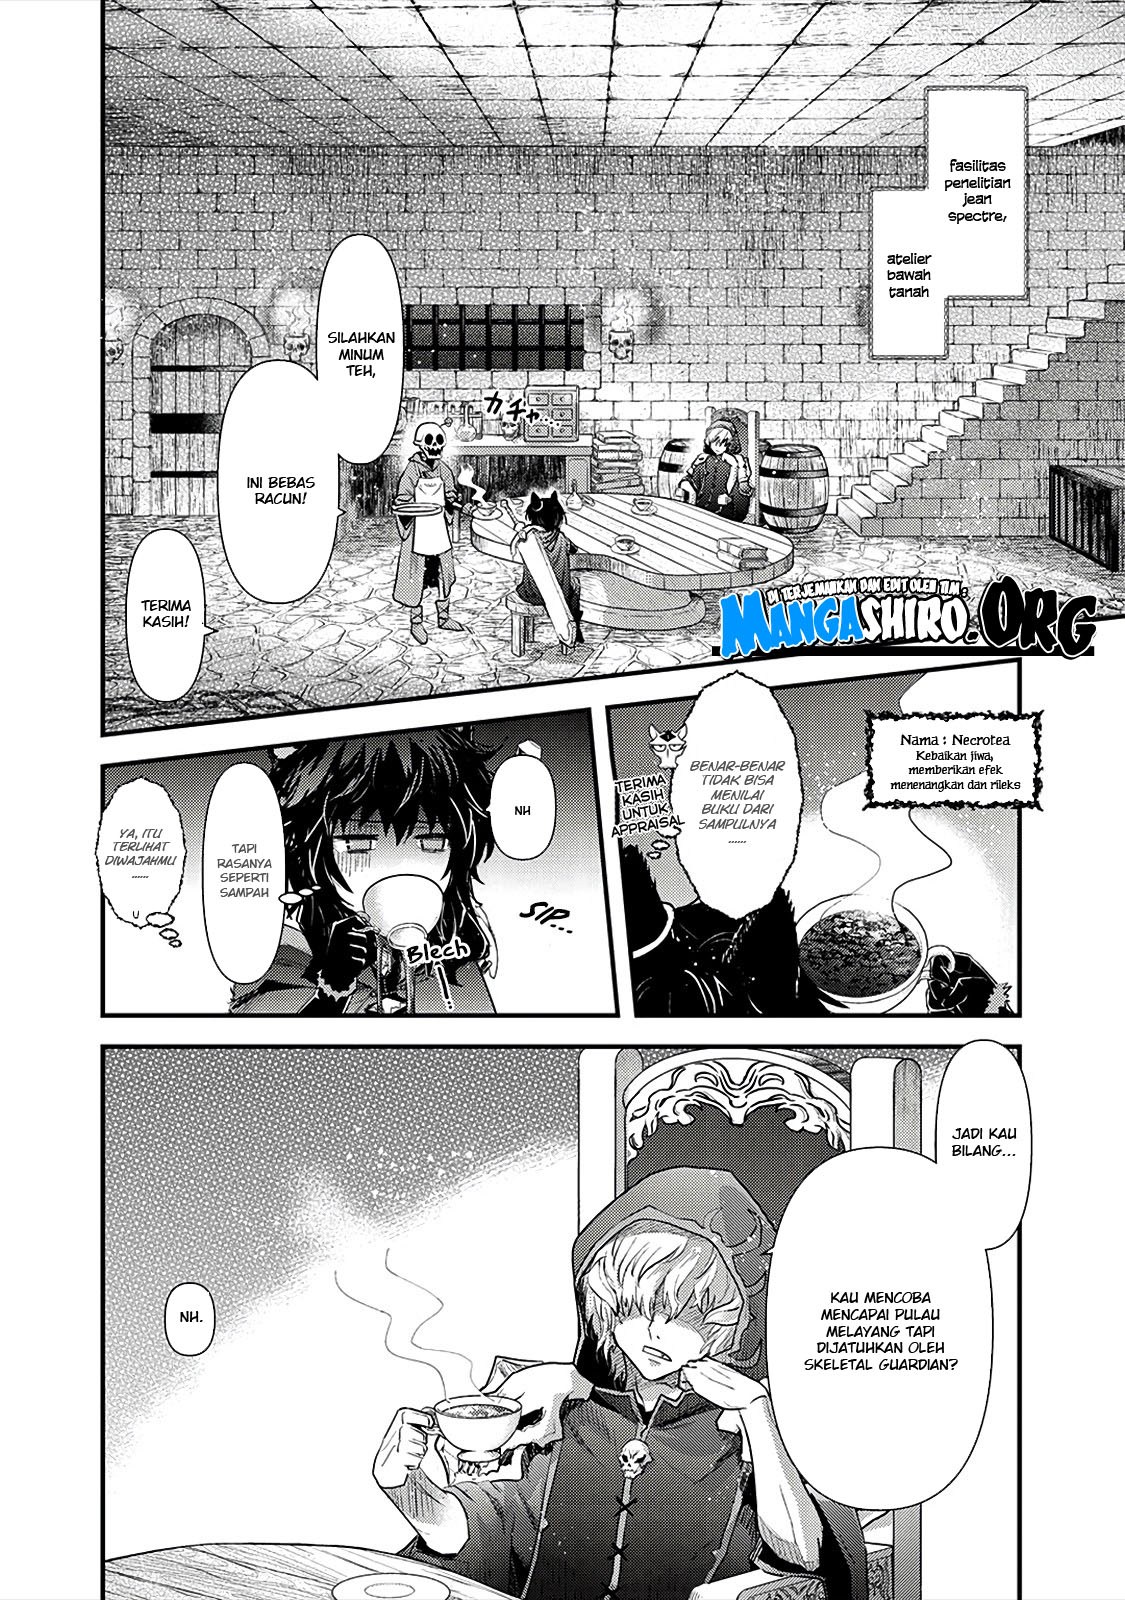 fasilitas
penelitian
jean
spectre,
atelier
bawah
tanah
SILAHKAN
MINUM
TEH,
INI BEBAS
RACUN!
カチャ...
TERIMA
KASIH!
DI TERJEMAHKAN DAN EDIT OLEH TIM :
MANGASHIRO.ORG
Nama : Necrotea
Kebaikan jiwa,
memberikan efek
menenangkan dan rileks
BENAR-BENAR
TIDAK BISA
MENILAI
BUKU DARI
SAMPULNYA
......
TERIMA
KASIH
UNTUK
APPRAISAL
NH
SIP...
Blech
TAPI
RASANYA
SEPERTI
SAMPAH
YA, ITU
TERLIHAT
DIWAJAHMU
......
JADI KAU
BILANG...
KAU MENCOBA
MENCAPAI PULAU
MELAYANG TAPI
DIJATUHKAN OLEH
SKELETAL GUARDIAN?
NH.